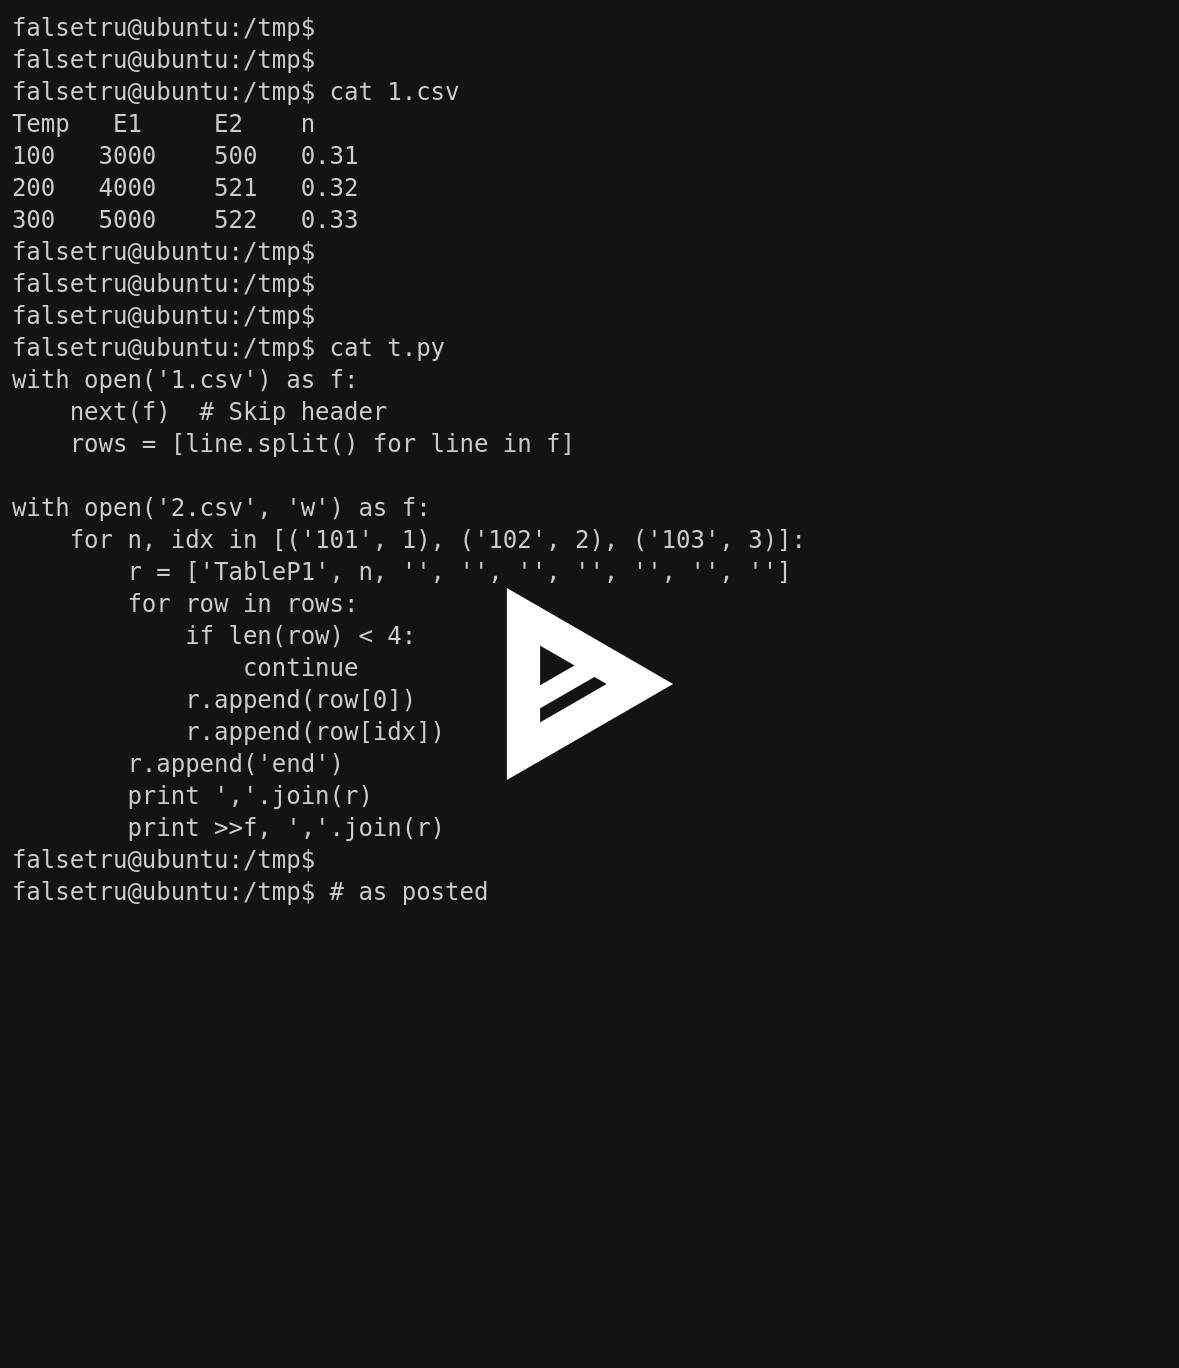 falsetru@ubuntu:/tmp$
falsetru@ubuntu:/tmp$
falsetru@ubuntu:/tmp$ cat 1.csv
Temp   E1     E2    n
100   3000    500   0.31
200   4000    521   0.32
300   5000    522   0.33
falsetru@ubuntu:/tmp$
falsetru@ubuntu:/tmp$
falsetru@ubuntu:/tmp$
falsetru@ubuntu:/tmp$ cat t.py
with open('1.csv') as f:
    next(f)  # Skip header
    rows = [line.split() for line in f]

with open('2.csv', 'w') as f:
    for n, idx in [('101', 1), ('102', 2), ('103', 3)]:
        r = ['TableP1', n, '', '', '', '', '', '', '']
        for row in rows:
            if len(row) < 4:
                continue
            r.append(row[0])
            r.append(row[idx])
        r.append('end')
        print ','.join(r)
        print >>f, ','.join(r)
falsetru@ubuntu:/tmp$
falsetru@ubuntu:/tmp$ # as posted